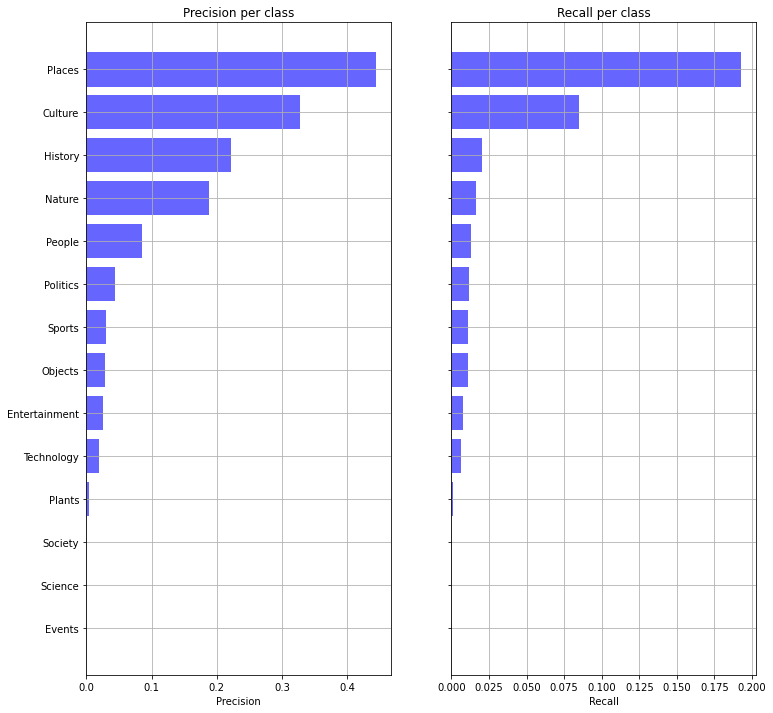 Precision per class
Recall per class
Places
Culture
History
Nature
People
Politics
Sports
Objects
Entertainment
Technology
Plants
Society
Science
Events
0.0 0.1 0.2 0.3 0.4
0.000 0.025 0.050 0.075 0.100 0.125 0.150 0.175 0.200
Precision
Recall